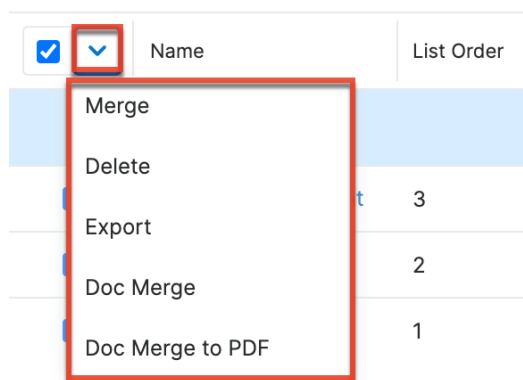 Name List Order
Merge
Delete
t 3
Export
2
Doc Merge
1
Doc Merge to PDF